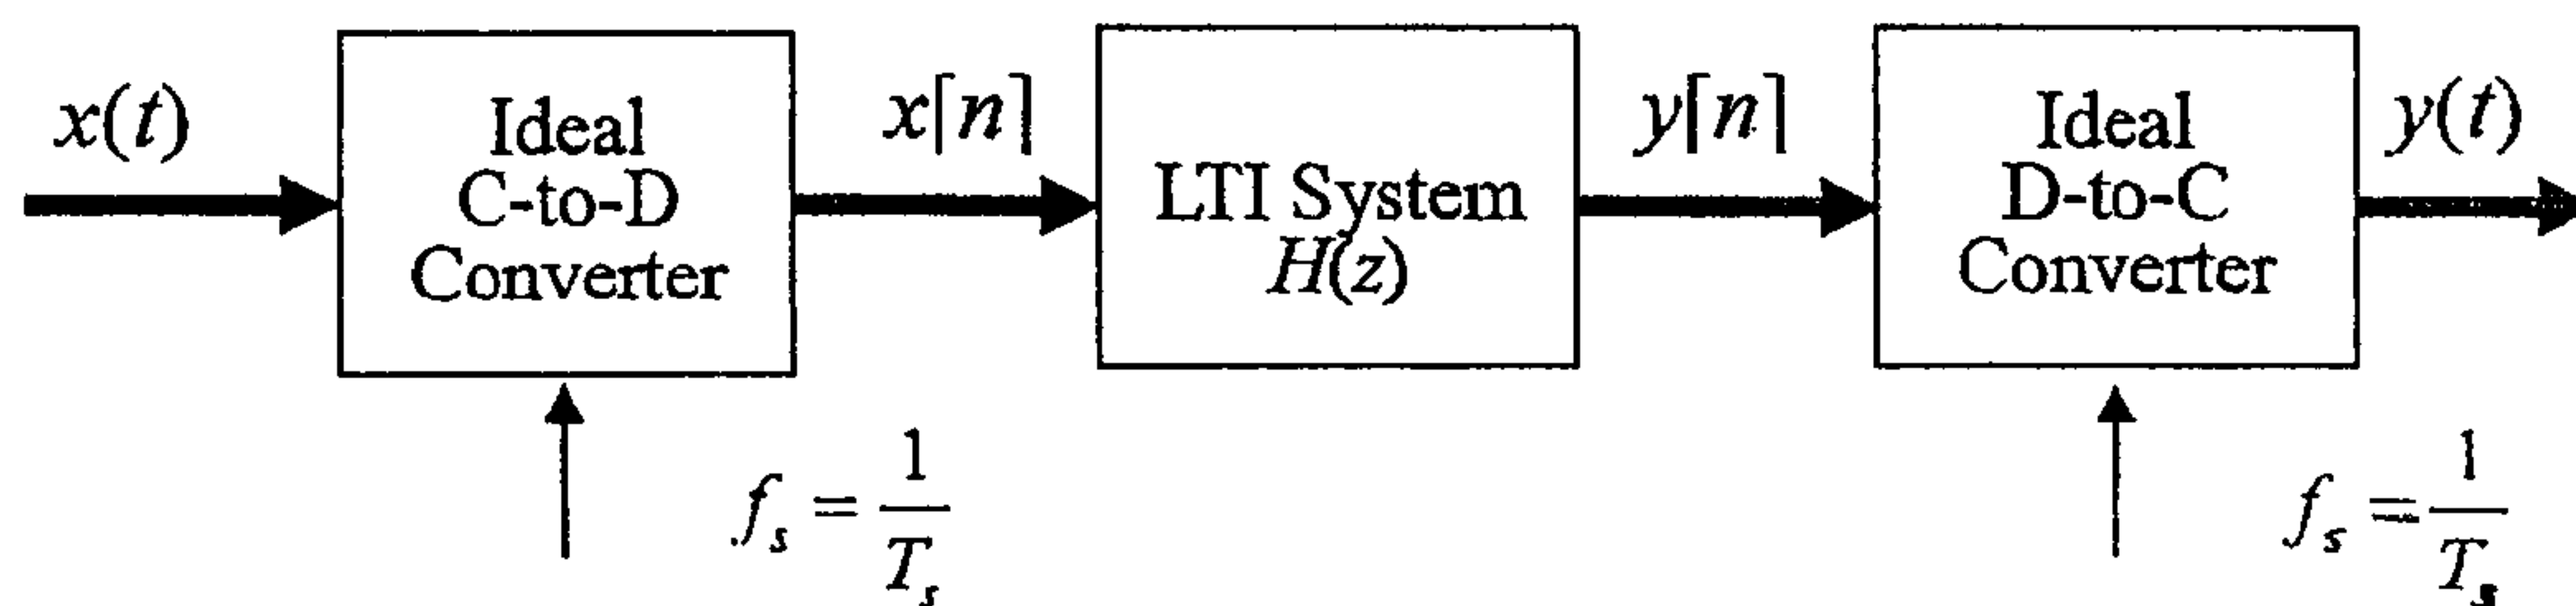 x(t)
Ideal
C-to-D
Converter
x[n]
LTI System
H(z)
y[n]
Ideal
D-to-C
Converter
y(t)
f_s = 1/T_s
f_s = 1/T_s